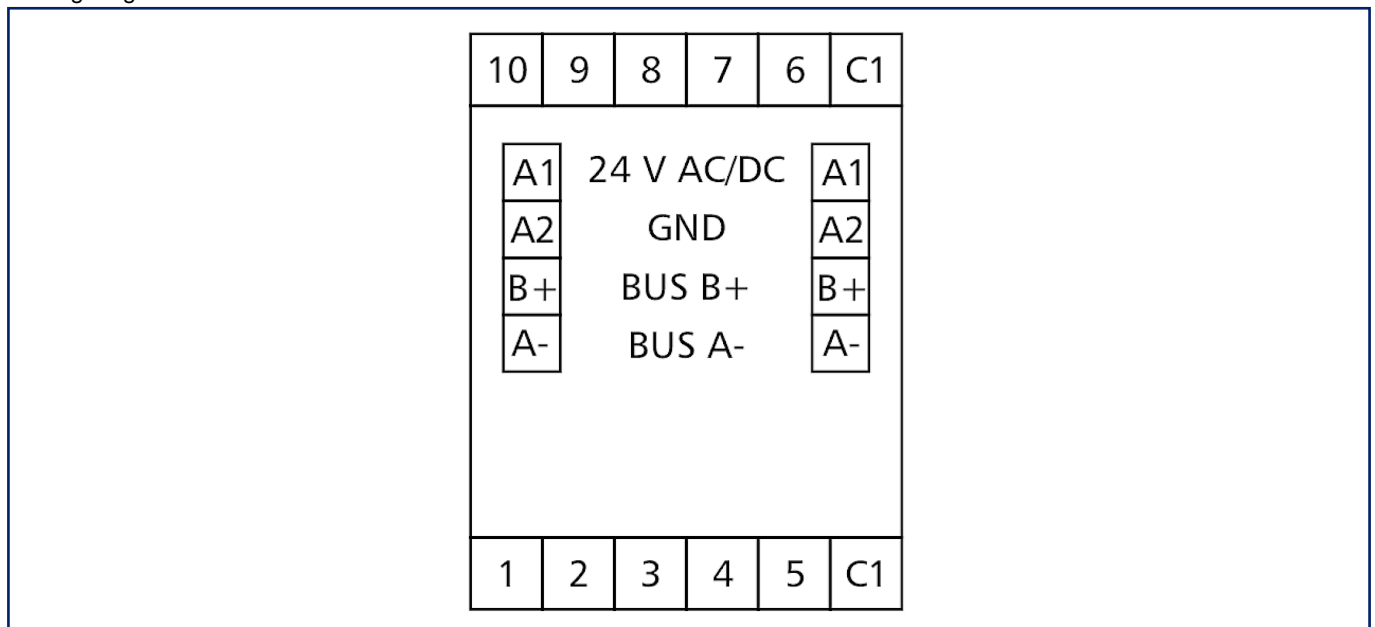 10 9 8 7 6 C1
A1 24 V AC/DC A1
A2 GND A2
B+ BUS B+ B+
A- BUS A- A-
1 2 3 4 5 C1